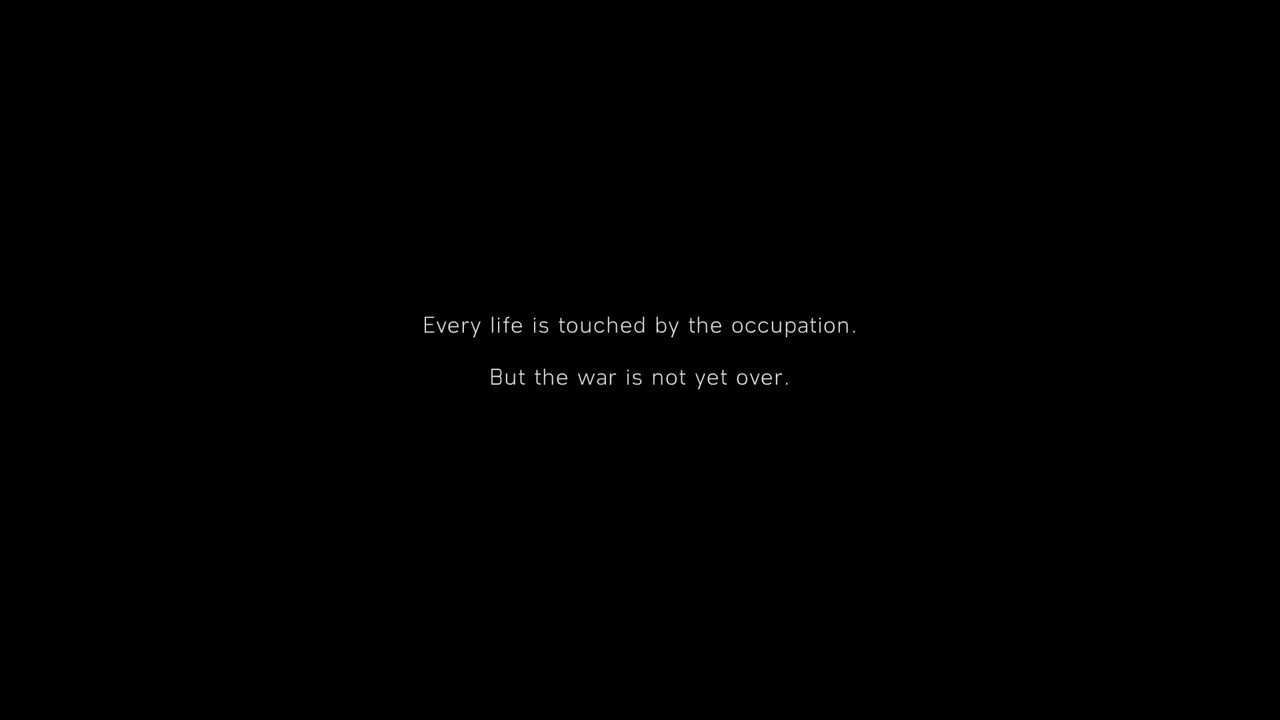 Every life is touched by the occupation.
But the war is not yet over.